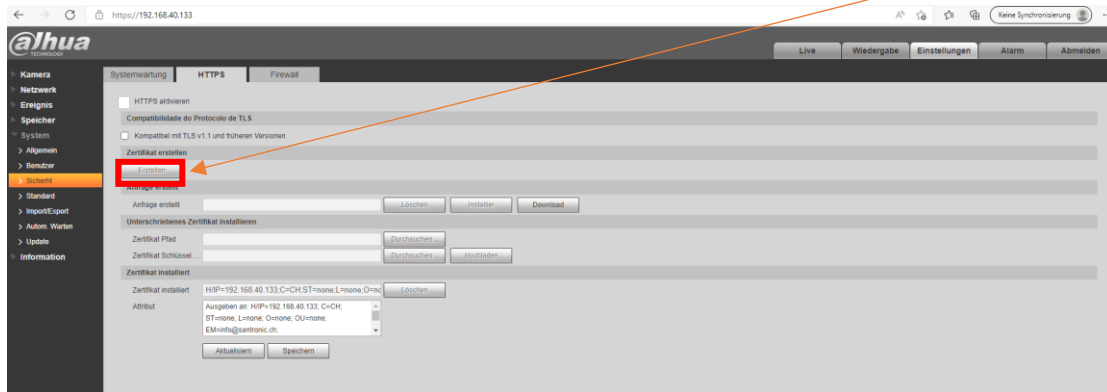 https://192.168.40.133
Keine Synchronisierung
alhua
TECHNOLOGY
Live Wiedergabe Einstellungen Alarm Abmelden
Systemwartung HTTPS Firewall
Kamera
Netzwerk
Ereignis
Speicher
System
> Allgemein
> Benutzer
> Sicherht
> Standard
> Import/Export
> Autom. Warten
> Update
Information
HTTPS aktivieren
Compatibilidade do Protocolo de TLS
Kompatibel mit TLS v1.1 und früheren Versionen
Zertifikat erstellen
Erstellen
Anfrage erstellt
Anfrage erstellt Löschen Installier Download
Unterschriebenes Zertifikat installieren
Zertifikat Pfad Durchsuchen...
Zertifikat Schlüssel ... Durchsuchen... Hochladen
Zertifikat installiert
Zertifikat installiert H/IP=192.168.40.133;C=CH;ST=none;L=none;O=nc Löschen
Attribut Ausgeben an: H/IP=192.168.40.133; C=CH;
ST=none; L=none; O=none; OU=none;
EM=info@santronic.ch;
Aktualisiern Speichern